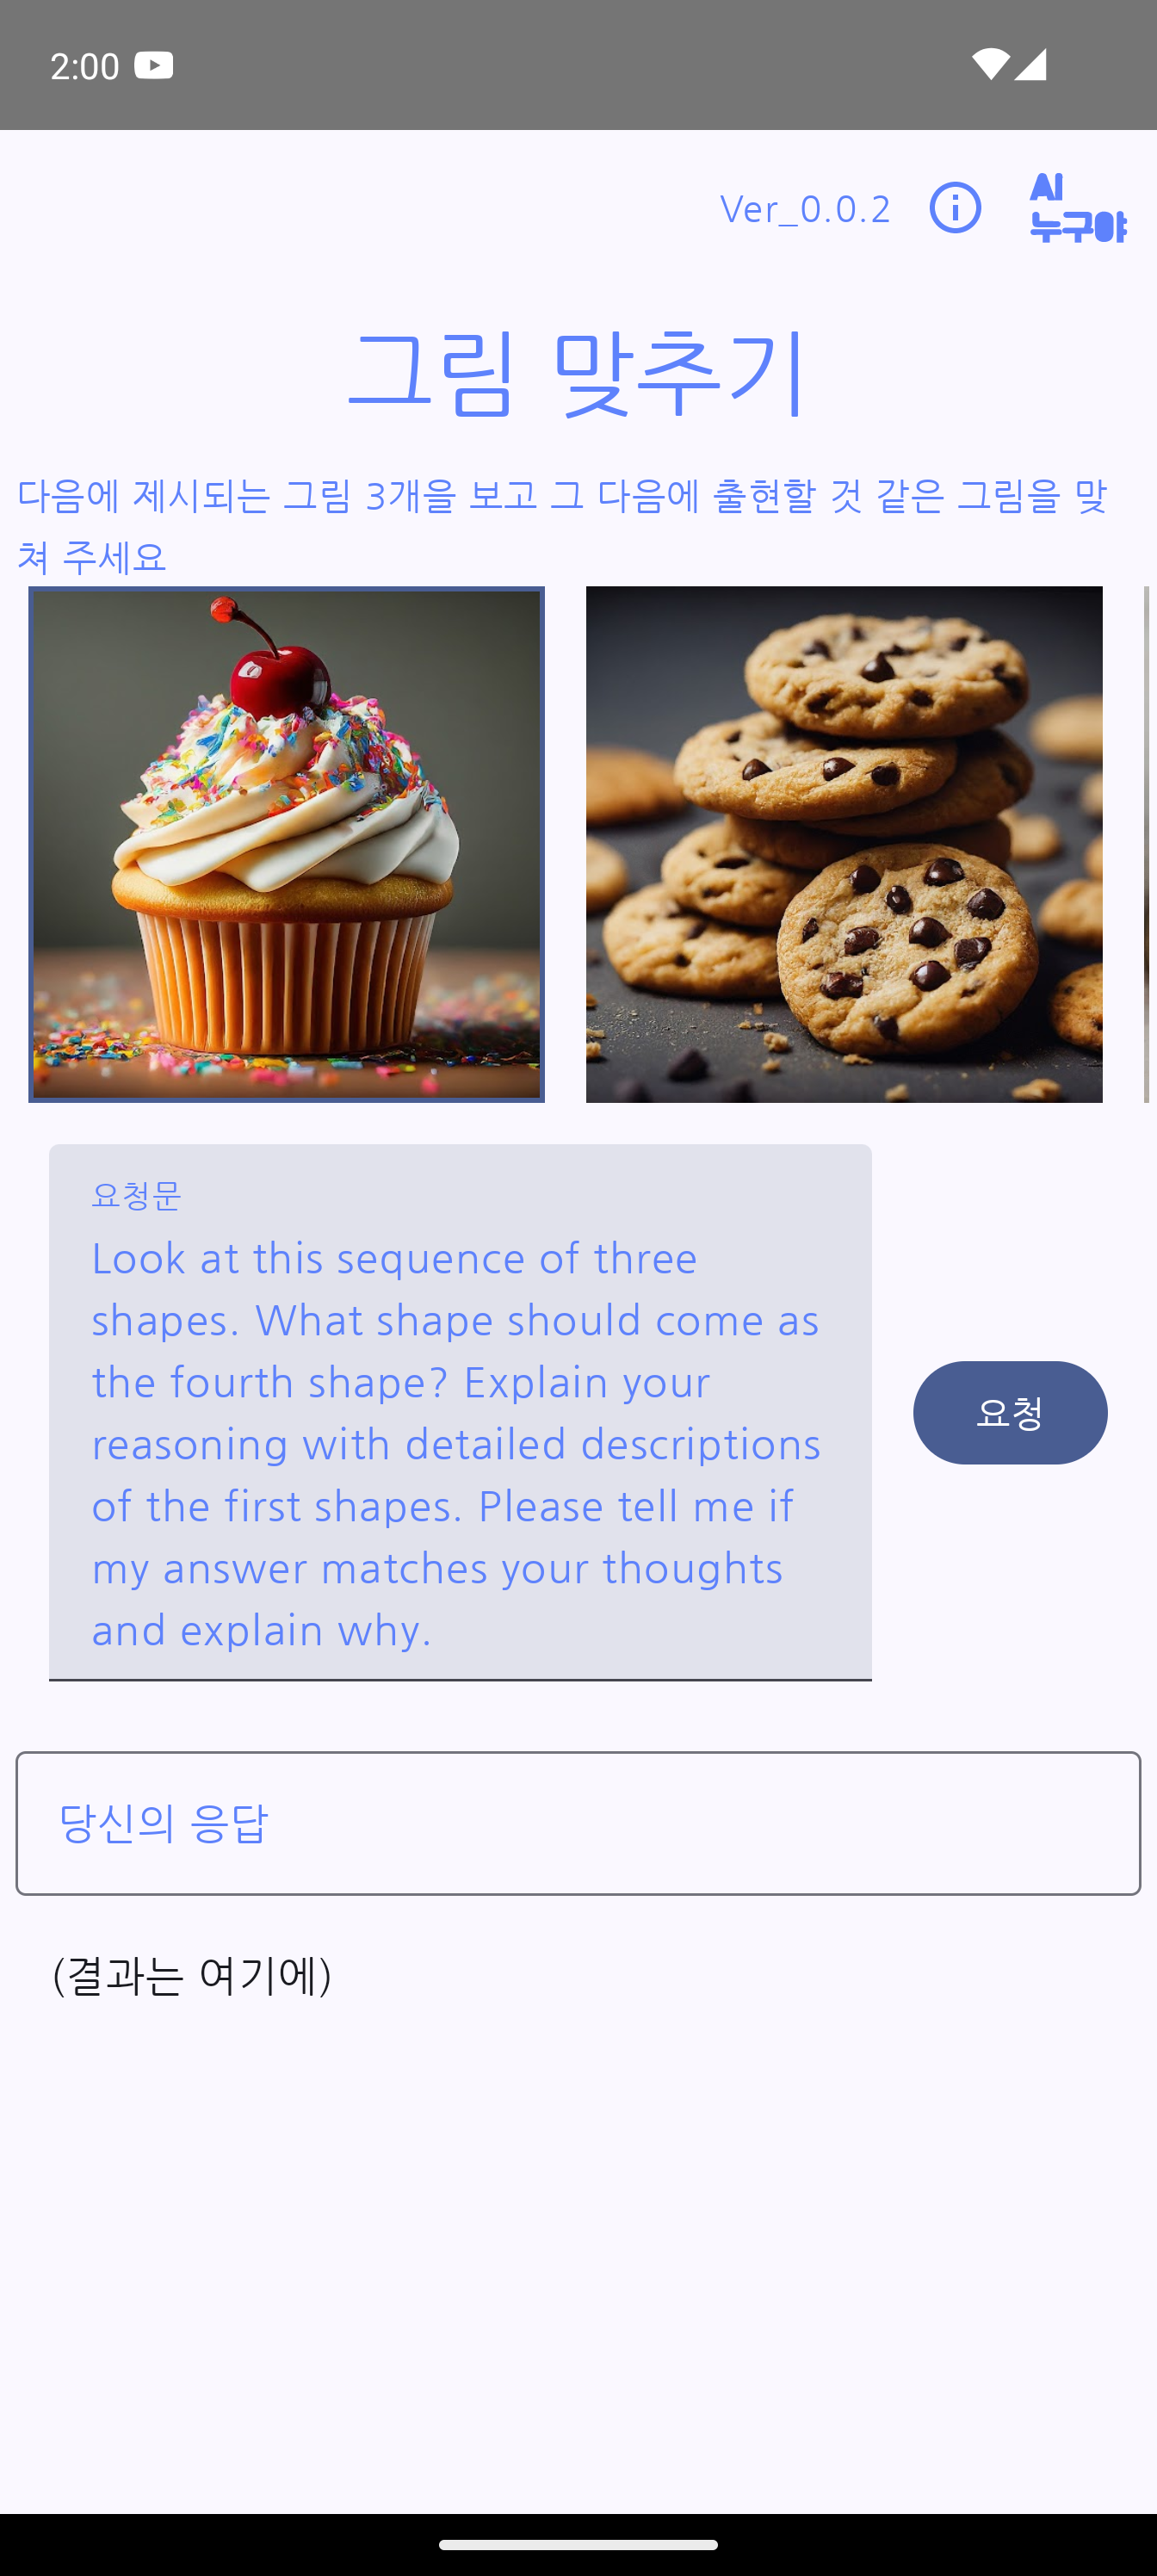 2:00
Ver_0.0.2
AI
누구야
그림 맞추기
다음에 제시되는 그림 3개을 보고 그 다음에 출현할 것 같은 그림을 맞
쳐 주세요
요청문
Look at this sequence of three
shapes. What shape should come as
the fourth shape? Explain your
reasoning with detailed descriptions
of the first shapes. Please tell me if
my answer matches your thoughts
and explain why.
요청
당신의 응답
(결과는 여기에)